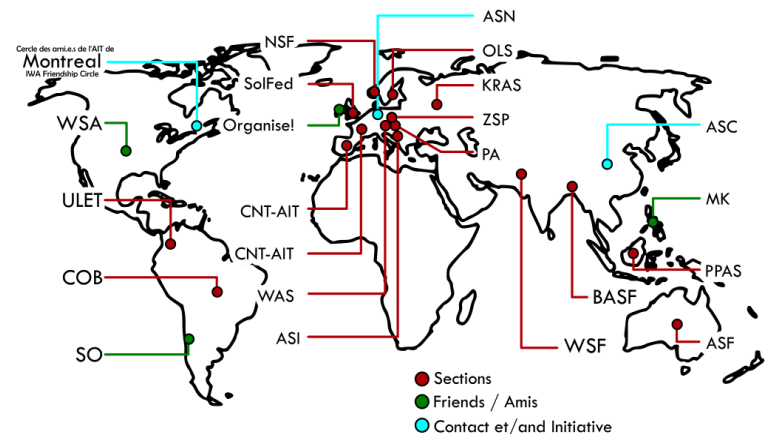 ASN
NSF
OLS
Cercle des ami.e.s de l'AIT de
Montreal
IWA Friendship Circle
SolFed
KRAS
WSA
Organise!
ZSP
ASC
PA
ULET
MK
CNT-AIT
CNT-AIT
COB
PPAS
WAS
BASF
ASI
WSF
ASF
SO
Sections
Friends / Amis
Contact et/and Initiative